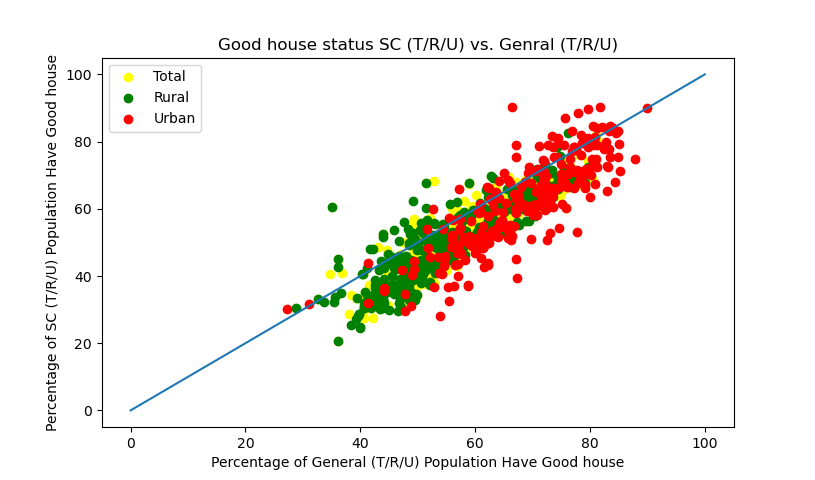 Good house status SC (T/R/U) vs. Genral (T/R/U)
Total
Rural
Urban
Percentage of SC (T/R/U) Population Have Good house
100
80
60
40
20
0
0 20 40 60 80 100
Percentage of General (T/R/U) Population Have Good house